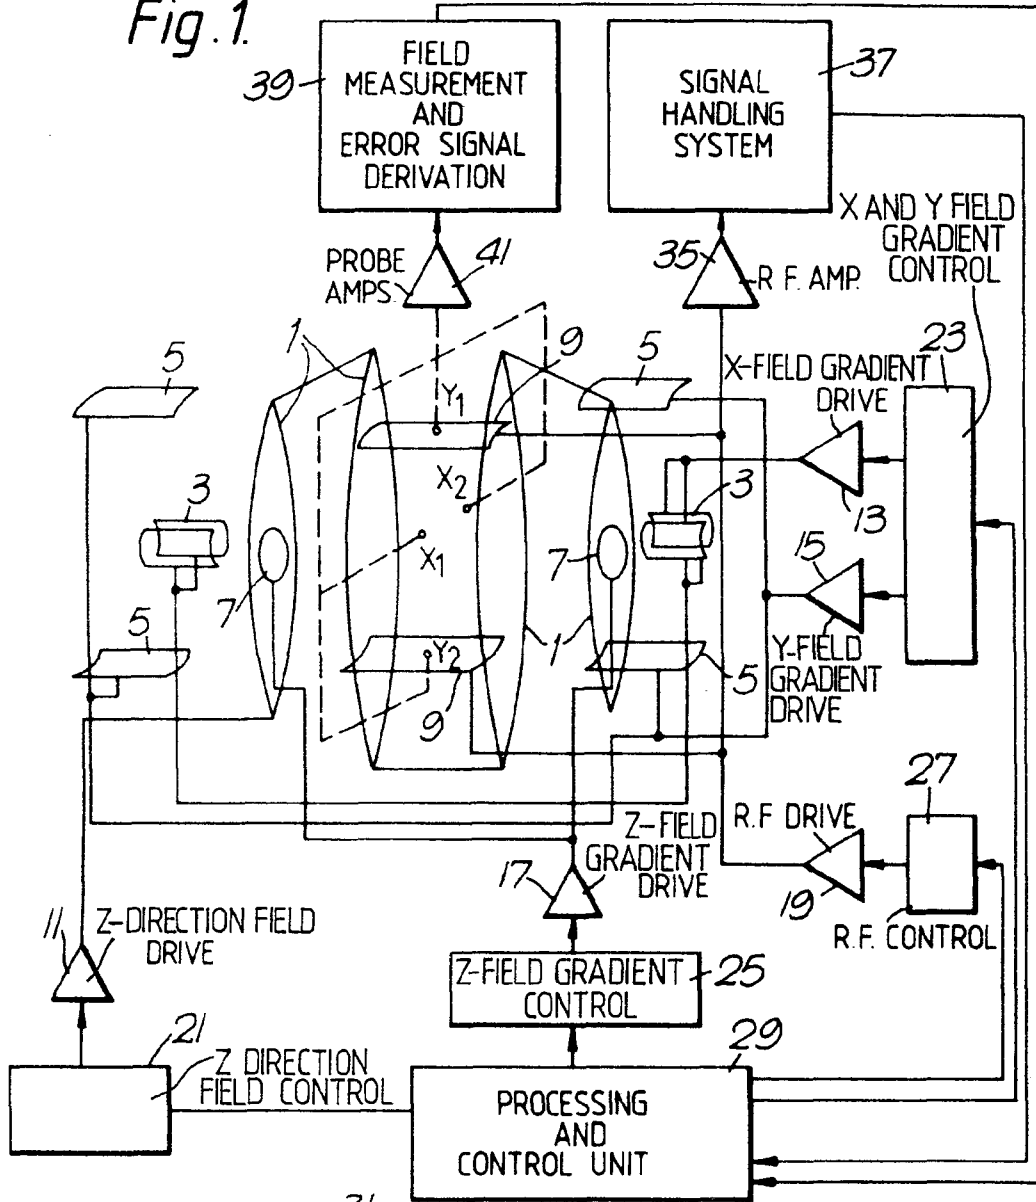 Fig.1.
FIELD
MEASUREMENT
AND
ERROR SIGNAL
DERIVATION
39
SIGNAL
HANDLING
SYSTEM
37
X AND Y FIELD
GRADIENT
CONTROL
PROBE
AMPS.
41
35
R F. AMP.
23
X-FIELD GRADIENT
DRIVE
1
9
5
5
Y1
X2
3
3
13
X1
7
7
15
5
Y2
1
5
Y-FIELD
GRADIENT
DRIVE
9
27
R.F DRIVE
Z-FIELD
GRADIENT
DRIVE
17
19
R.F. CONTROL
11
Z-DIRECTION FIELD
DRIVE
Z-FIELD GRADIENT
CONTROL
25
21
Z DIRECTION
FIELD CONTROL
29
PROCESSING
AND
CONTROL UNIT